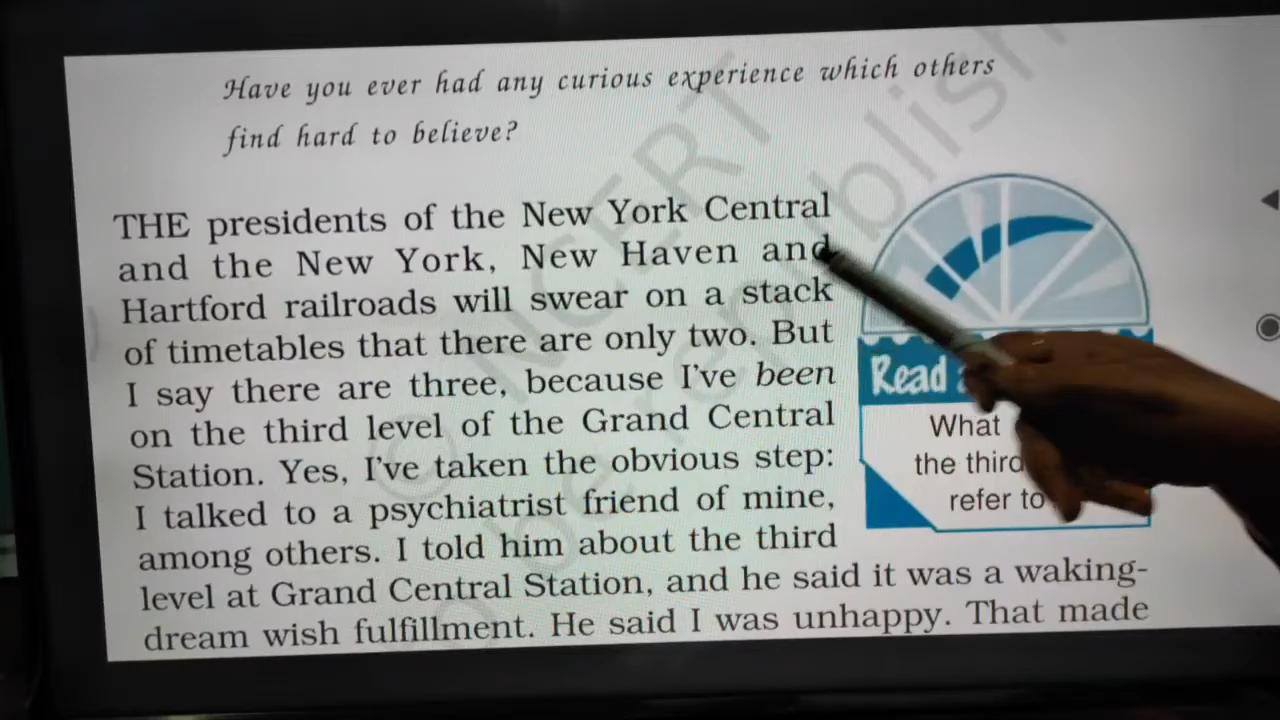 Have you ever had any curious experience which others
find hard to believe?
THE presidents of the New York Central
and the New York, New Haven and
Hartford railroads will swear on a stack
of timetables that there are only two. But
I say there are three, because I've been
on the third level of the Grand Central
Station. Yes, I've taken the obvious step:
I talked to a psychiatrist friend of mine,
among others. I told him about the third
level at Grand Central Station, and he said it was a waking-
dream wish fulfillment. He said I was unhappy. That made
Read
What
the third
refer to
© NCERT